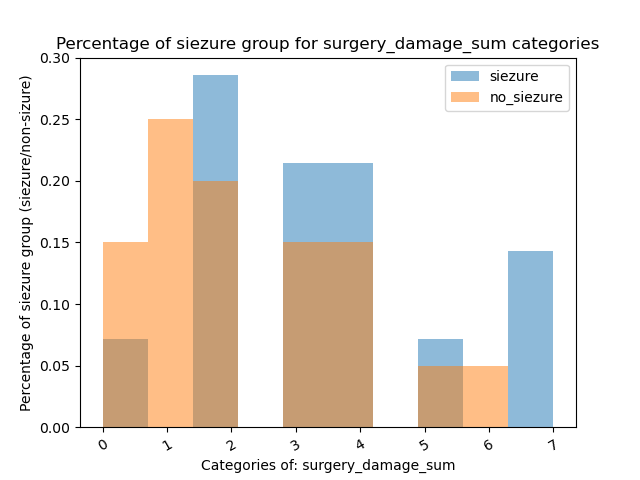 Percentage of siezure group for surgery_damage_sum categories
siezure
no_siezure
Percentage of siezure group (siezure/non-sizure)
0.30
0.25
0.20
0.15
0.10
0.05
0.00
0 1 2 3 4 5 6 7
Categories of: surgery_damage_sum